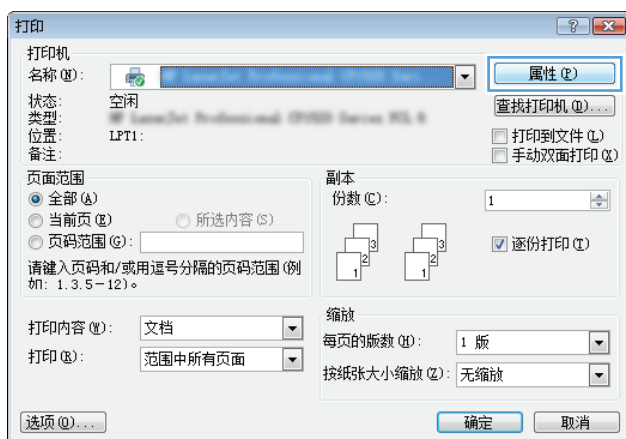 打印
打印机
名称(N):
属性(P)
状态: 空闲
查找打印机(D)...
类型:
位置: LPT1:
打印到文件(L)
备注:
手动双面打印(X)
页面范围
全部(A)
当前页(E) 所选内容(S)
页码范围(G):
请键入页码和/或用逗号分隔的页码范围(例
如: 1.3.5-12)。
副本
份数(C): 1
3 3
2 2
1 1
逐份打印(T)
打印内容(W): 文档
打印(R): 范围中所有页面
缩放
每页的版数(H): 1 版
按纸张大小缩放(Z): 无缩放
选项(O)...
确定 取消